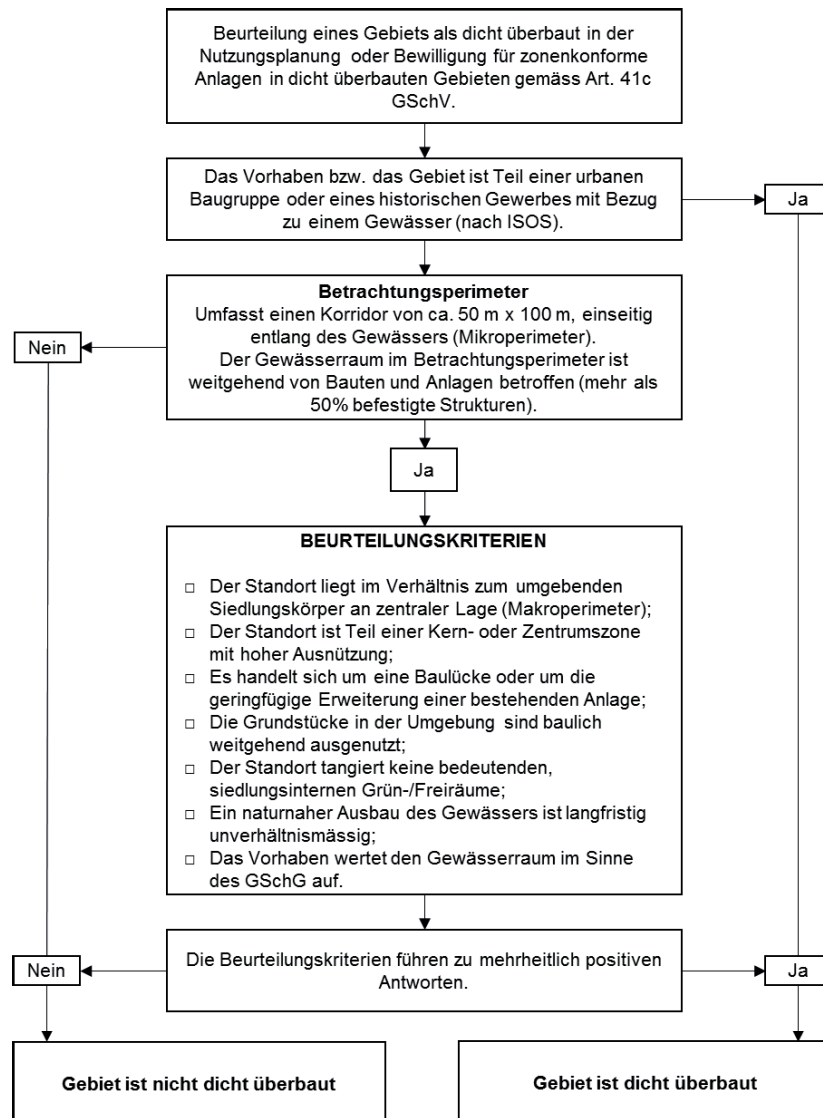 Beurteilung eines Gebiets als dicht überbaut in der
Nutzungsplanung oder Bewilligung für zonenkonforme
Anlagen in dicht überbauten Gebieten gemäss Art. 41c
GSchV.
Das Vorhaben bzw. das Gebiet ist Teil einer urbanen
Baugruppe oder eines historischen Gewerbes mit Bezug
zu einem Gewässer (nach ISOS).
Ja
Betrachtungsperimeter
Umfasst einen Korridor von ca. 50 m x 100 m, einseitig
entlang des Gewässers (Mikroperimeter).
Der Gewässerraum im Betrachtungsperimeter ist
weitgehend von Bauten und Anlagen betroffen (mehr als
50% befestigte Strukturen).
Nein
Ja
BEURTEILUNGSKRITERIEN
□ Der Standort liegt im Verhältnis zum umgebenden
Siedlungskörper an zentraler Lage (Makroperimeter);
□ Der Standort ist Teil einer Kern- oder Zentrumszone
mit hoher Ausnützung;
□ Es handelt sich um eine Baulücke oder um die
geringfügige Erweiterung einer bestehenden Anlage;
□ Die Grundstücke in der Umgebung sind baulich
weitgehend ausgenutzt;
□ Der Standort tangiert keine bedeutenden,
siedlungsinternen Grün-/Freiräume;
□ Ein naturnaher Ausbau des Gewässers ist langfristig
unverhältnismässig;
□ Das Vorhaben wertet den Gewässerraum im Sinne
des GSchG auf.
Nein
Die Beurteilungskriterien führen zu mehrheitlich positiven
Antworten.
Ja
Gebiet ist nicht dicht überbaut
Gebiet ist dicht überbaut